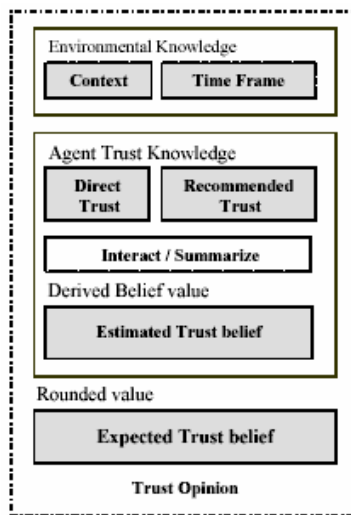 Environmental Knowledge
Context
Time Frame
Agent Trust Knowledge
Direct
Trust
Recommended
Trust
Interact / Summarize
Derived Belief value
Estimated Trust belief
Rounded value
Expected Trust belief
Trust Opinion